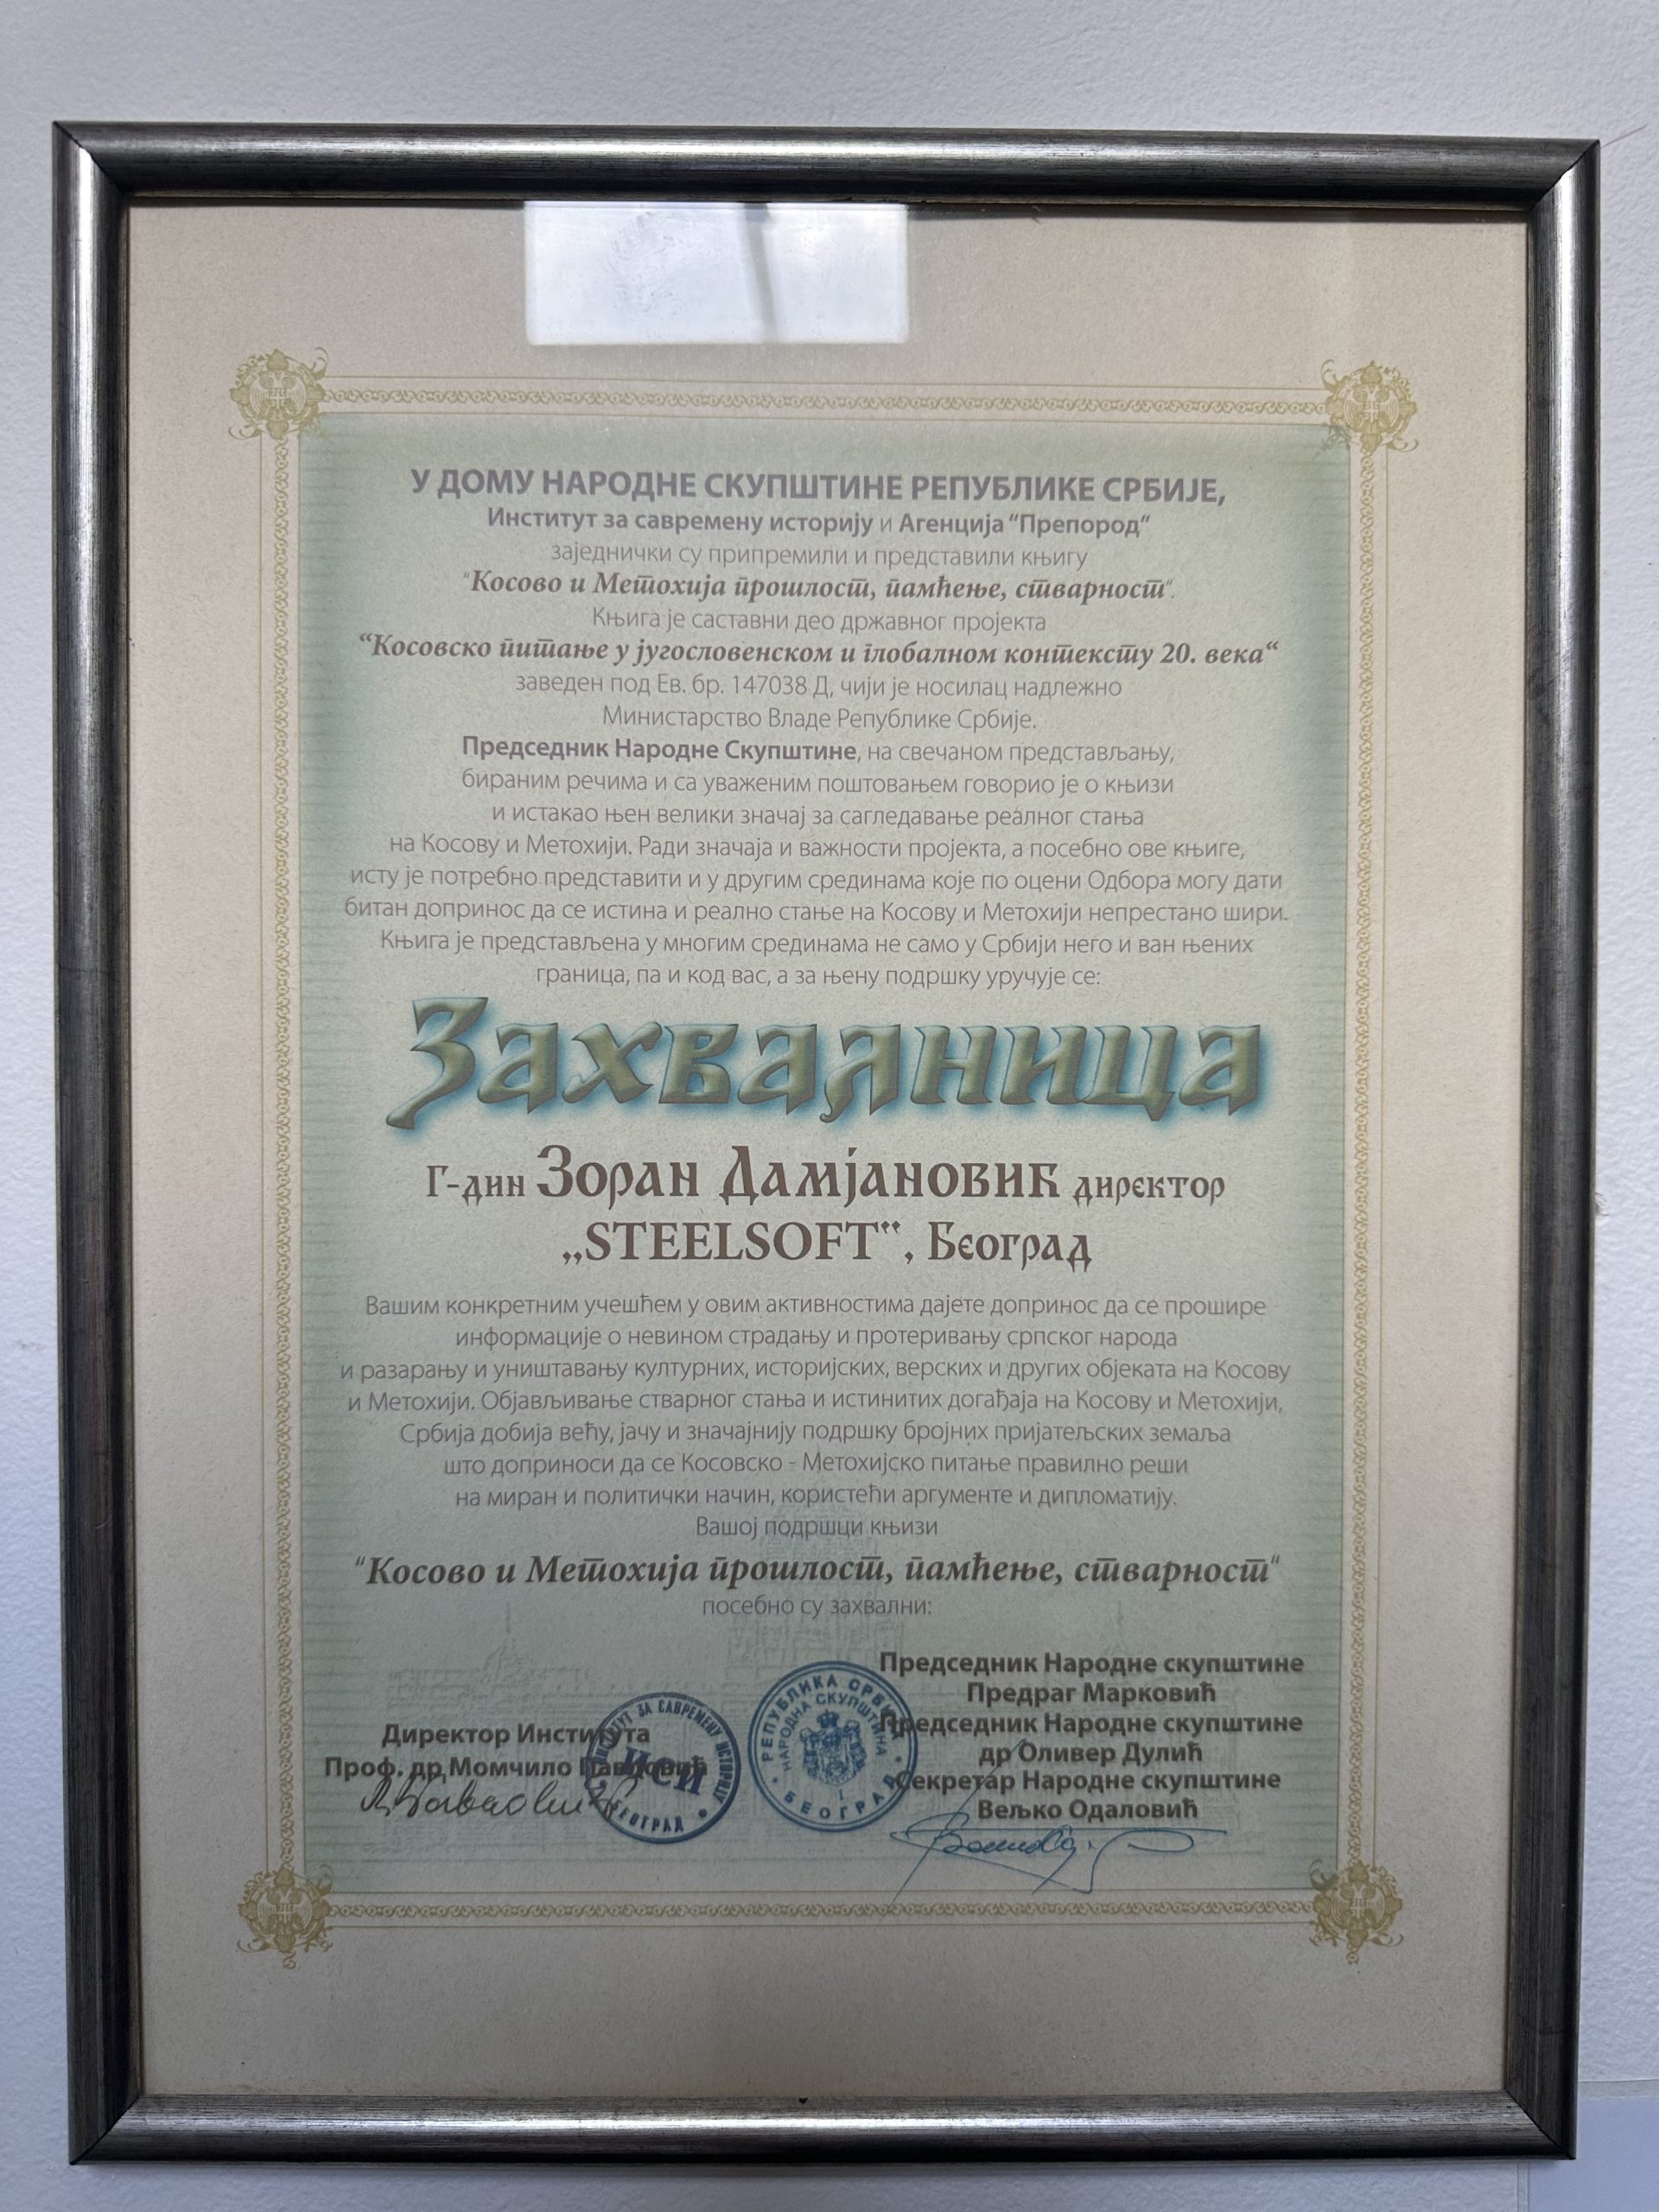 У ДОМУ НАРОДНЕ СКУПШТИНЕ РЕПУБЛИКЕ СРБИЈЕ,
Институт за савремену историју и Агенција "Препород"
заједнички су припремили и представили књигу
"Косово и Метохија прошлост, памћење, стварност".
Књига је саставни део државног пројекта
"Косовско питање у југословенском и глобалном контексту 20. века"
заведен под Ев. бр. 147038 Д, чији је носилац надлежно
Министарство Владе Републике Србије.
Председник Народне Скупштине, на свечаном представљању,
бираним речима и са уваженим поштовањем говорио је о књизи
и истакао њен велики значај за сагледавање реалног стања
на Косову и Метохији. Ради значаја и важности пројекта, а посебно ове књиге,
исту је потребно представити и у другим срединама које по оцени Одбора могу дати
битан допринос да се истина и реално стање на Косову и Метохији непрестано шири.
Књига је представљена у многим срединама не само у Србији него и ван њених
граница, па и код вас, а за њену подршку уручује се:
Захвалница
Г-дин Зоран Дамјановић директор
„STEELSOFT“, Београд
Вашим конкретним учешћем у овим активностима дајете допринос да се прошире
информације о невином страдању и протеривању српског народа
и разарању и уништавању културних, историјских, верских и других објеката на Косову
и Метохији. Објављивање стварног стања и истинитих догађаја на Косову и Метохији,
Србија добија већу, јачу и значајнију подршку бројних пријатељских земаља
што доприноси да се Косовско - Метохијско питање правилно реши
на миран и политички начин, користећи аргументе и дипломатију.
Вашој подршци књизи
"Косово и Метохија прошлост, памћење, стварност"
посебно су захвални:
Директор Института
Проф. др Момчило Павловић
ИНСТИТУТ ЗА САВРЕМЕНУ ИСТОРИЈУ
иси
БЕОГРАД
РЕПУБЛИКА СРБИЈА
НАРОДНА СКУПШТИНА
I
БЕОГРАД
Председник Народне скупштине
Предраг Марковић
Председник Народне скупштине
др Оливер Дулић
Секретар Народне скупштине
Вељко Одаловић